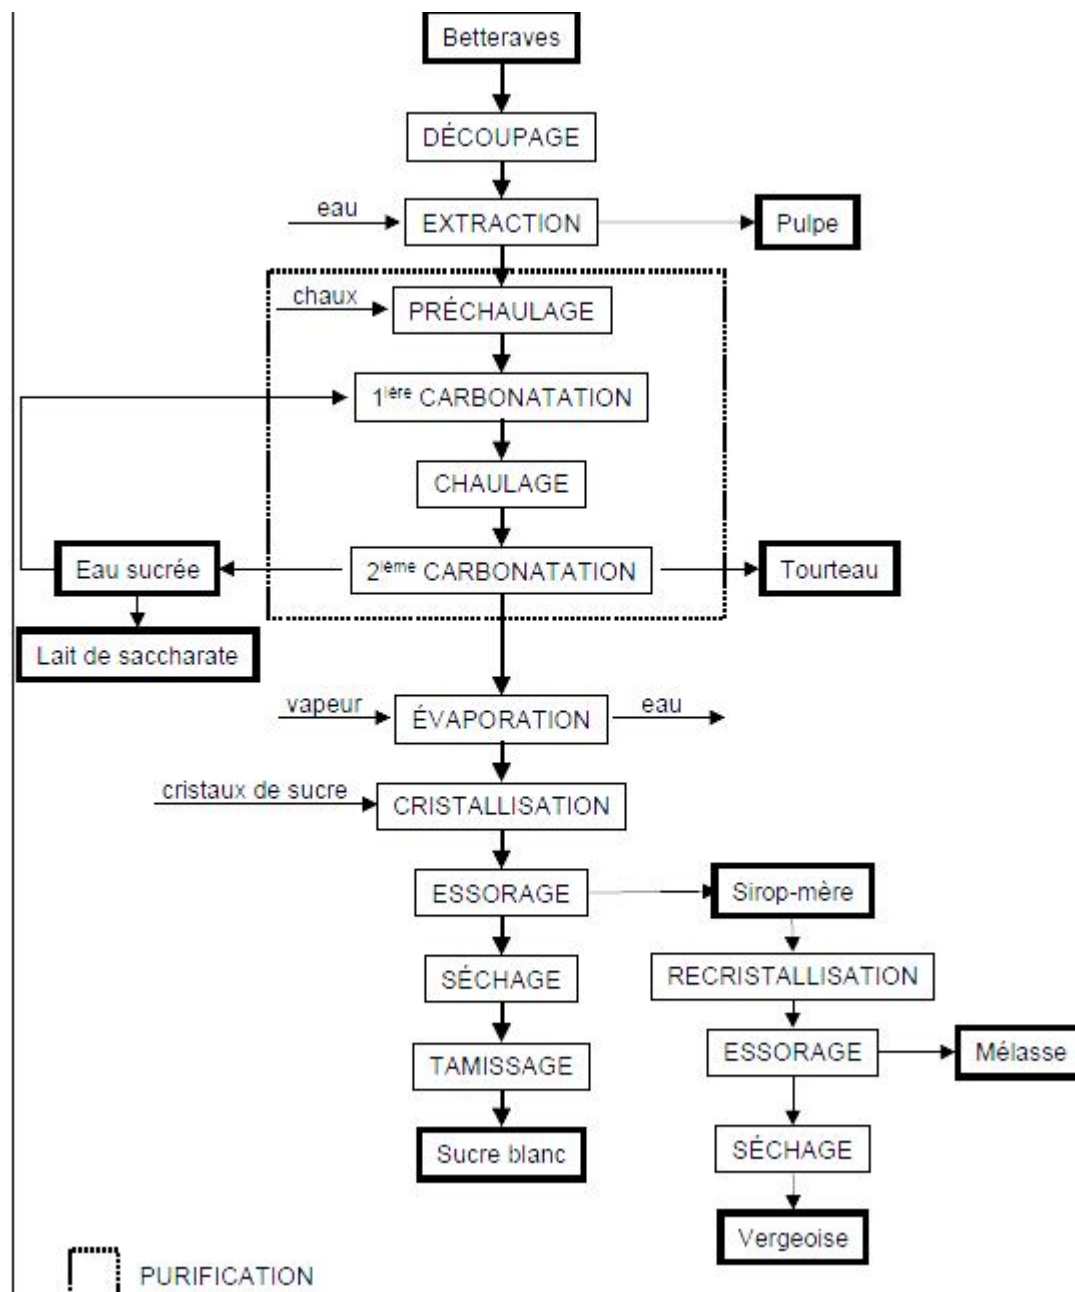 Betteraves
DÉCOUPAGE
eau
EXTRACTION
Pulpe
chaux
PRÉCHAULAGE
1ière CARBONATATION
CHAULAGE
Eau sucrée
2ième CARBONATATION
Tourteau
Lait de saccharate
vapeur
ÉVAPORATION
eau
cristaux de sucre
CRISTALLISATION
ESSORAGE
Sirop-mère
SÉCHAGE
RECRISTALLISATION
TAMISSAGE
ESSORAGE
Mélasse
Sucre blanc
SÉCHAGE
Vergeoise
PURIFICATION